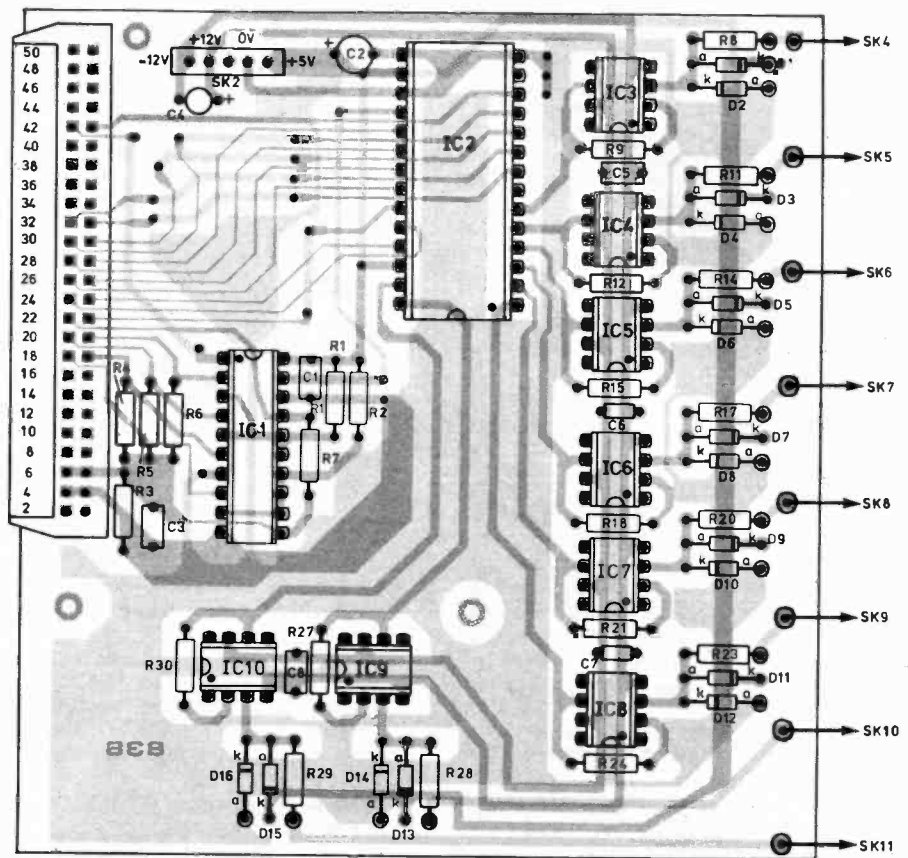 50
48
46
44
42
40
38
36
34
32
30
28
26
24
22
20
18
16
14
12
10
8
6
4
2
-12V +12V 0V +5V
SK2
C4 +
+ C2
IC2
IC1
C1
R1
R1
R2
R7
R4
R5
R6
R3
C3
IC3
R9
C5
IC4
R12
IC5
R15
C6
IC6
R18
IC7
R21
C7
IC8
R24
R8
a
k a
D2
R11
a k D3
k a
D4
R14
a k D5
k a
D6
R17
a k D7
k a
D8
R20
a k D9
k a
D10
R23
a k D11
k a
D12
SK4
SK5
SK6
SK7
SK8
SK9
SK10
SK11
R30
IC10
C8
R27
IC9
838
D16 k a
a k D15
R29
D14 k a
a k D13
R28